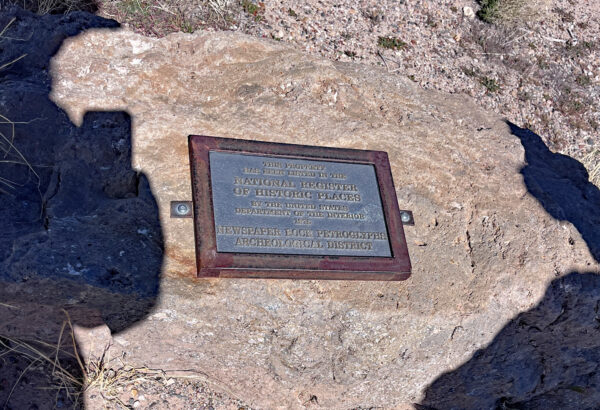 THIS PROPERTY
HAS BEEN LISTED IN THE
NATIONAL REGISTER
OF HISTORIC PLACES
BY THE UNITED STATES
DEPARTMENT OF THE INTERIOR
NEWSPAPER ROCK PETROGLYPHS
ARCHEOLOGICAL DISTRICT